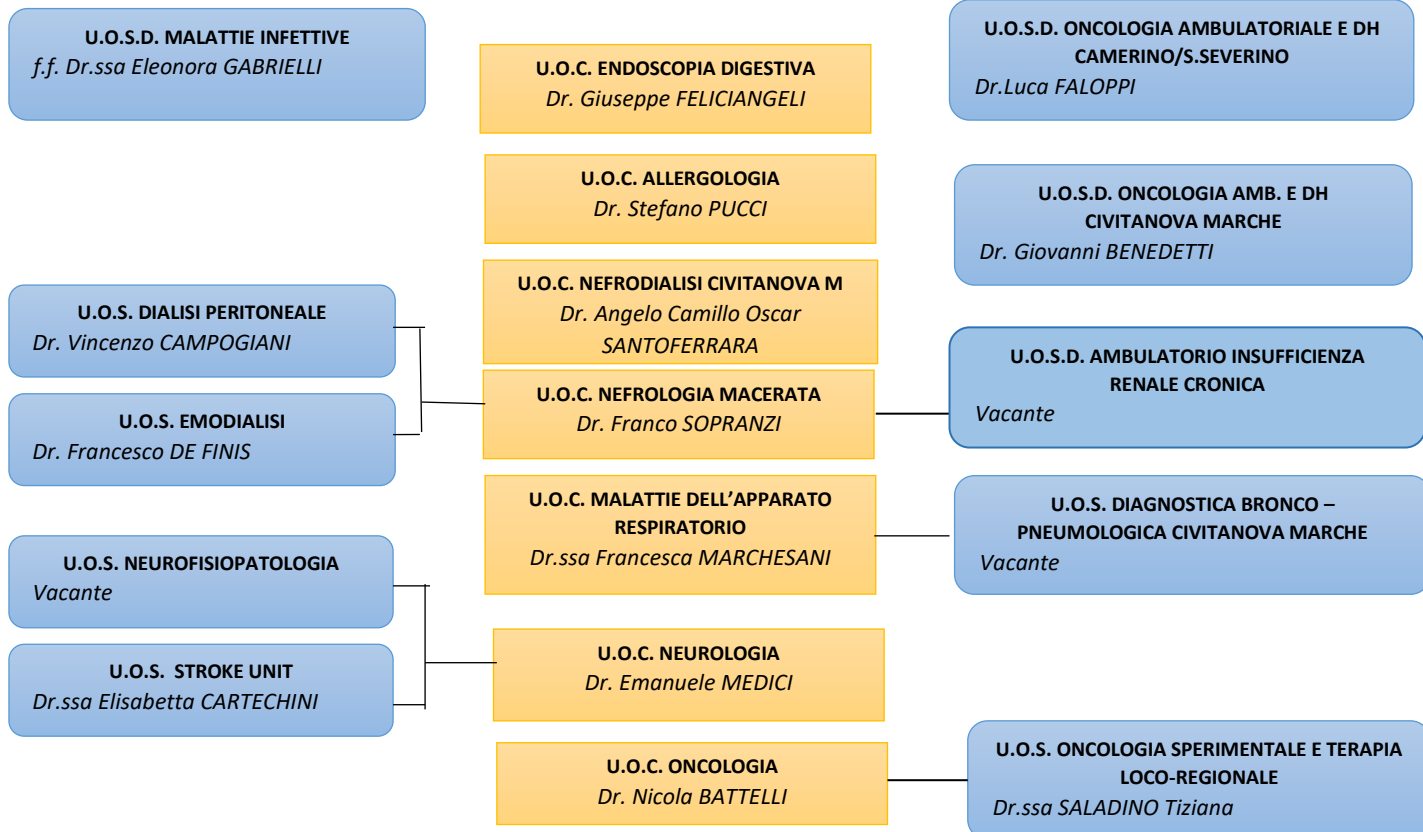 U.O.S.D. MALATTIE INFETTIVE
f.f. Dr.ssa Eleonora GABRIELLI
U.O.C. ENDOSCOPIA DIGESTIVA
Dr. Giuseppe FELICIANGELI
U.O.S.D. ONCOLOGIA AMBULATORIALE E DH
CAMERINO/S.SEVERINO
Dr.Luca FALOPPI
U.O.C. ALLERGOLOGIA
Dr. Stefano PUCCI
U.O.S.D. ONCOLOGIA AMB. E DH
CIVITANOVA MARCHE
Dr. Giovanni BENEDETTI
U.O.S. DIALISI PERITONEALE
Dr. Vincenzo CAMPOGIANI
U.O.C. NEFRODIALISI CIVITANOVA M
Dr. Angelo Camillo Oscar
SANTOFERRARA
U.O.S.D. AMBULATORIO INSUFFICIENZA
RENALE CRONICA
Vacante
U.O.S. EMODIALISI
Dr. Francesco DE FINIS
U.O.C. NEFROLOGIA MACERATA
Dr. Franco SOPRANZI
U.O.C. MALATTIE DELL’APPARATO
RESPIRATORIO
Dr.ssa Francesca MARCHESANI
U.O.S. DIAGNOSTICA BRONCO –
PNEUMOLOGICA CIVITANOVA MARCHE
Vacante
U.O.S. NEUROFISIOPATOLOGIA
Vacante
U.O.S. STROKE UNIT
Dr.ssa Elisabetta CARTECHINI
U.O.C. NEUROLOGIA
Dr. Emanuele MEDICI
U.O.C. ONCOLOGIA
Dr. Nicola BATTELLI
U.O.S. ONCOLOGIA SPERIMENTALE E TERAPIA
LOCO-REGIONALE
Dr.ssa SALADINO Tiziana